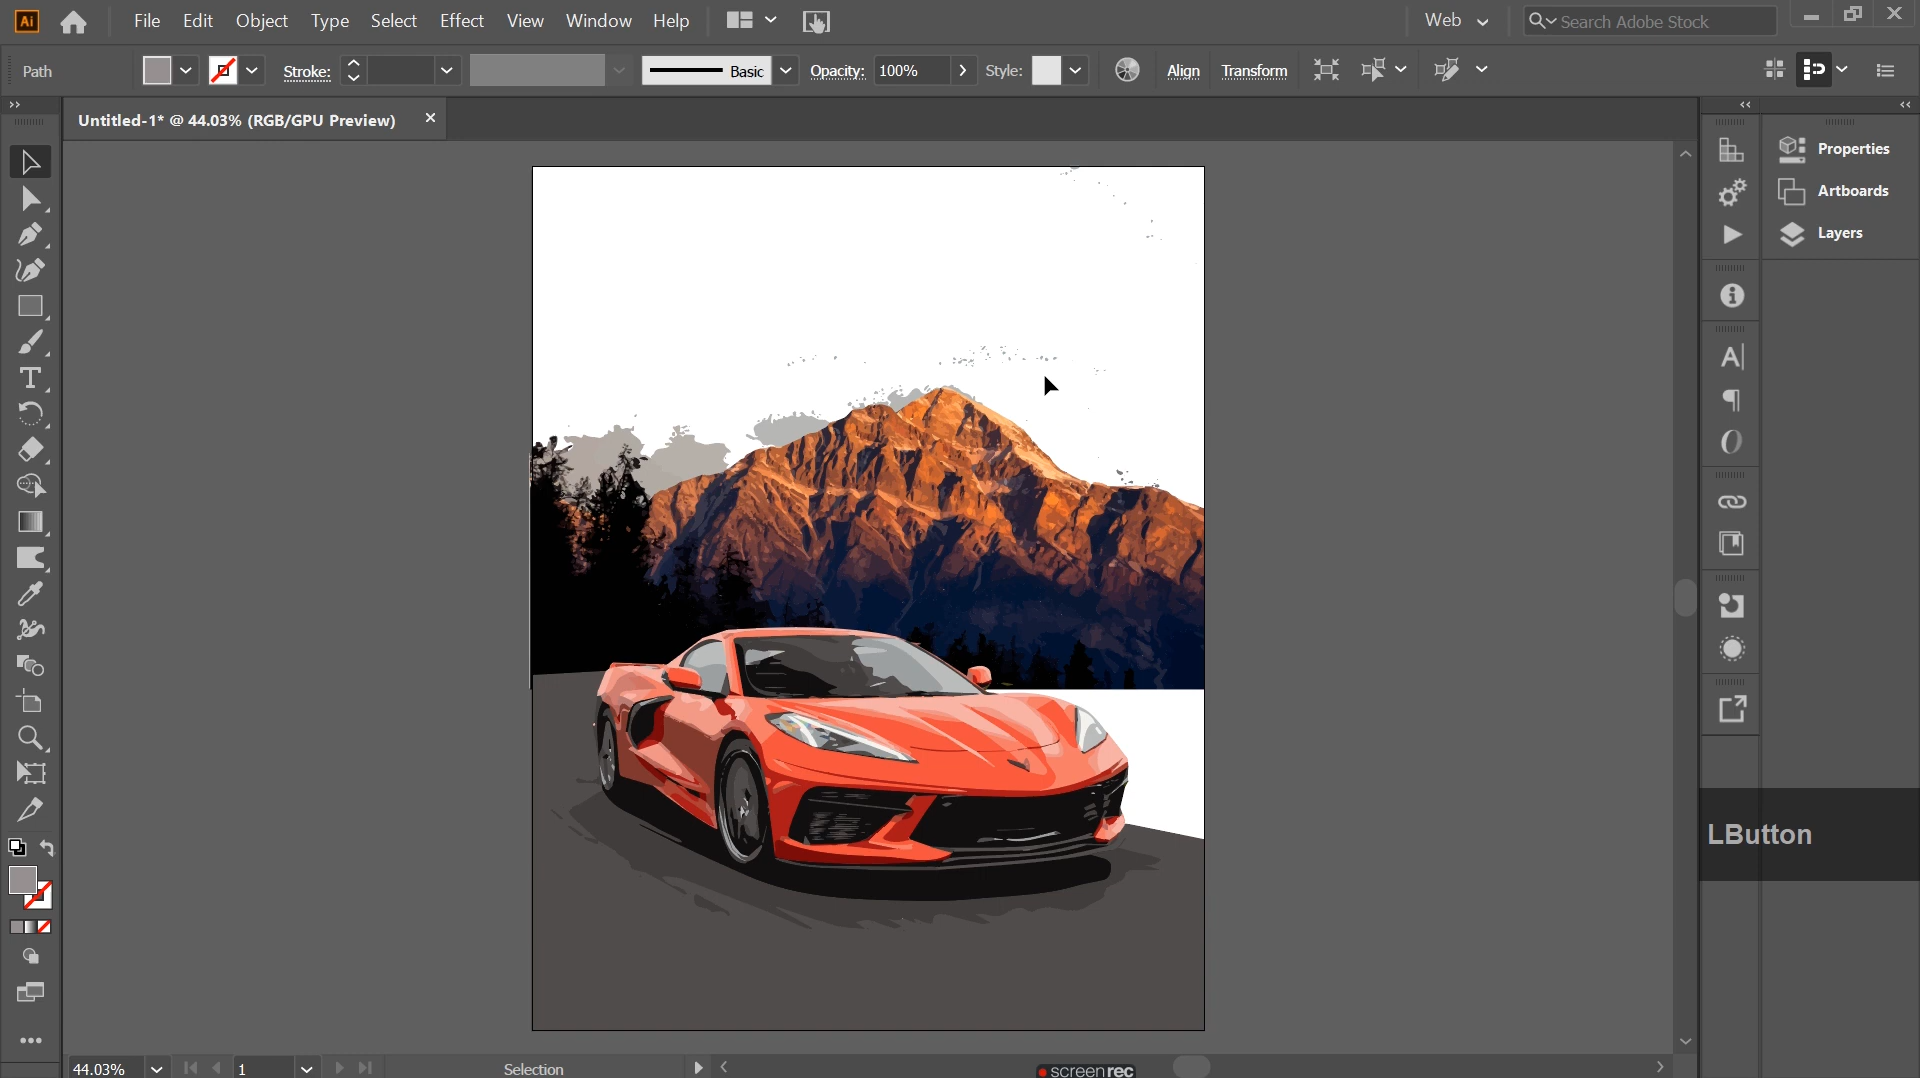 Ai File Edit Object Type Select Effect View Window Help Web Search Adobe Stock
Path Stroke: Basic Opacity: 100% Style: Align Transform
Untitled-1* @ 44.03% (RGB/GPU Preview)
Properties
Artboards
Layers
LButton
44.03% 1 Selection
screenrec